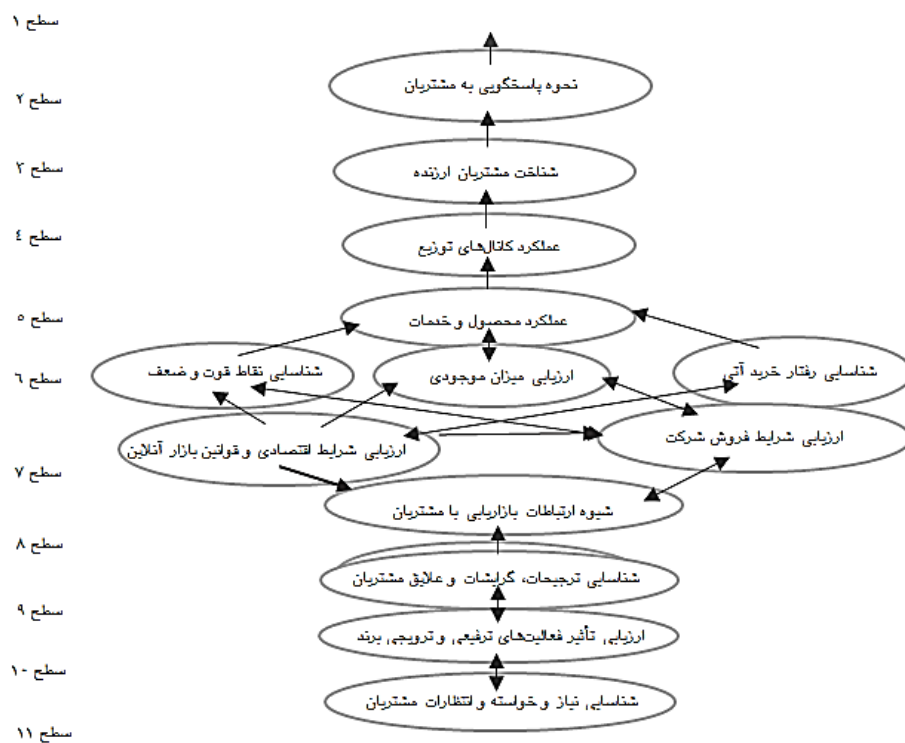 سطح ۱
نحوه پاسخگویی به مشتریان
سطح ۲
سطح ۳
شناخت مشتریان ارزنده
سطح ٤
عملکرد کانال‌های توزیع
سطح ٥
عملکرد محصول و خدمات
شناسایی نقاط قوت و ضعف
ارزیابی میزان موجودی
شناسایی رفتار خرید آتی
سطح ٦
ارزیابی شرایط فروش شرکت
ارزیابی شرایط اقتصادی و قوانین بازار آنلاین
سطح ۷
شیوه ارتباطات بازاریابی با مشتریان
سطح ۸
شناسایی ترجیحات، گرایشات و علایق مشتریان
سطح ۹
ارزیابی تأثیر فعالیت‌های ترفیعی و ترویجی برند
سطح ۱۰
شناسایی نیاز و خواسته و انتظارات مشتریان
سطح ۱۱